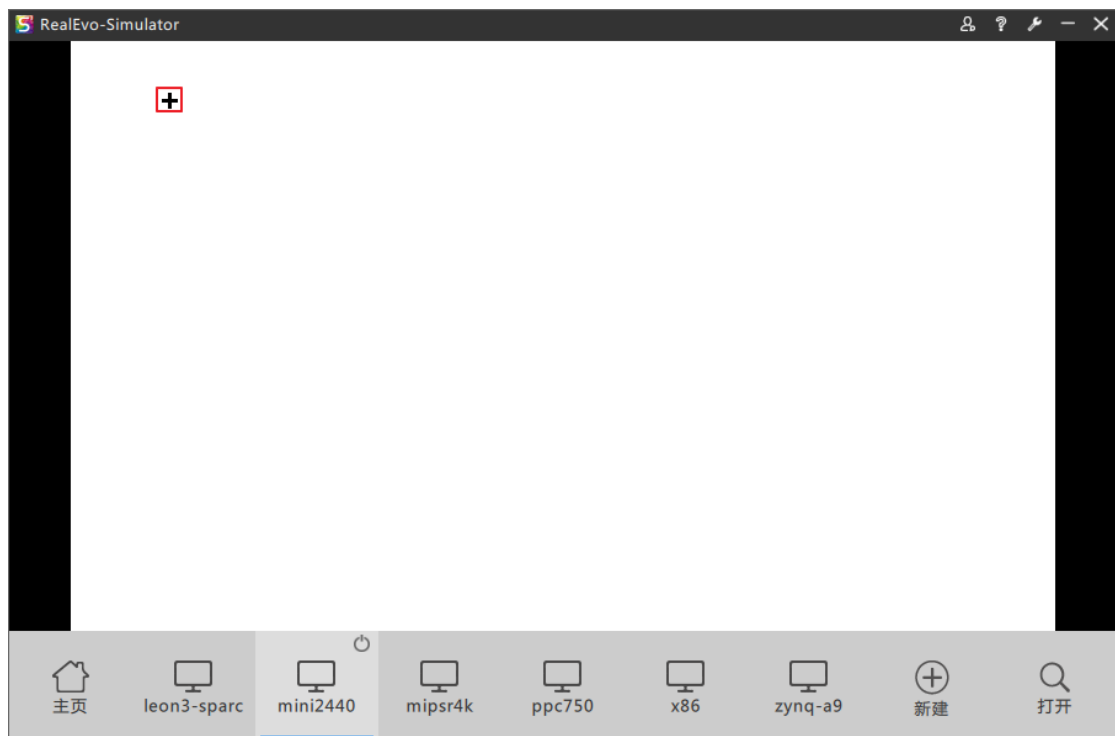 RealEvo-Simulator
主页
leon3-sparc
mini2440
mipsr4k
ppc750
x86
zynq-a9
新建
打开